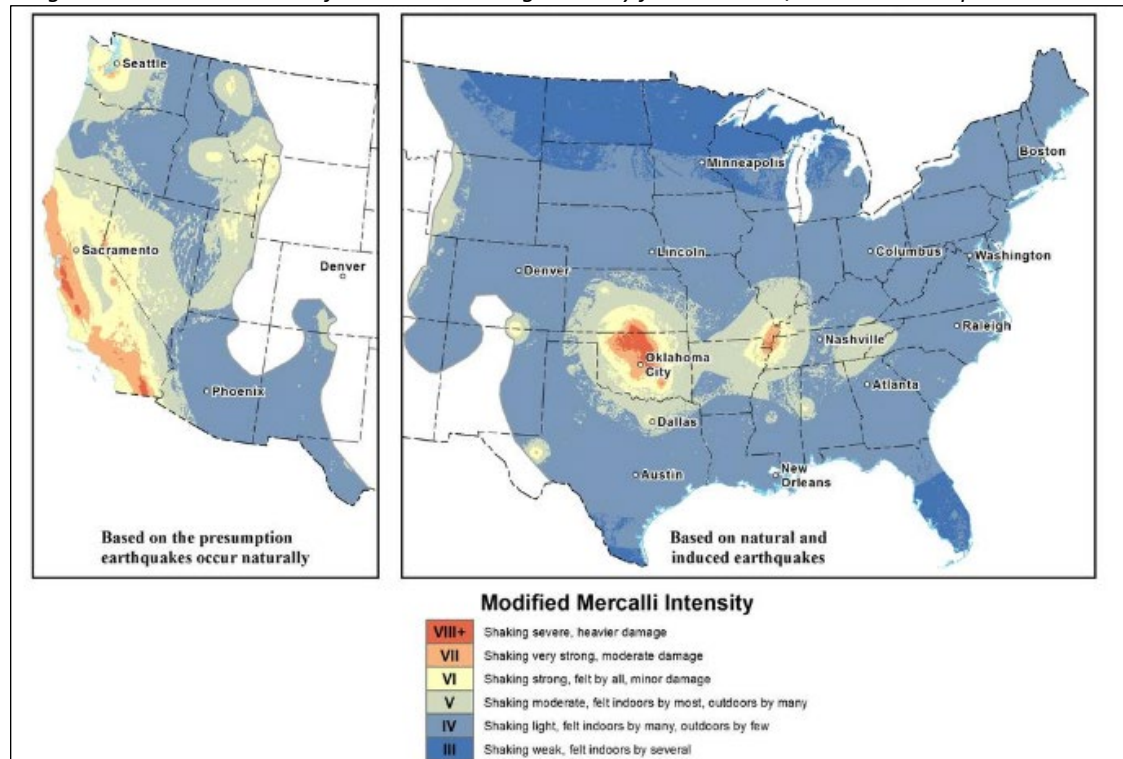 Seattle
Sacramento
Denver
Phoenix
Based on the presumption
earthquakes occur naturally
Minneapolis
Boston
Lincoln
Columbus
Washington
Denver
Raleigh
Nashville
Oklahoma
City
Atlanta
Dallas
Austin
New
Orleans
Based on natural and
induced earthquakes
Modified Mercalli Intensity
VIII+ Shaking severe, heavier damage
VII Shaking very strong, moderate damage
VI Shaking strong, felt by all, minor damage
V Shaking moderate, felt indoors by most, outdoors by many
IV Shaking light, felt indoors by many, outdoors by few
III Shaking weak, felt indoors by several